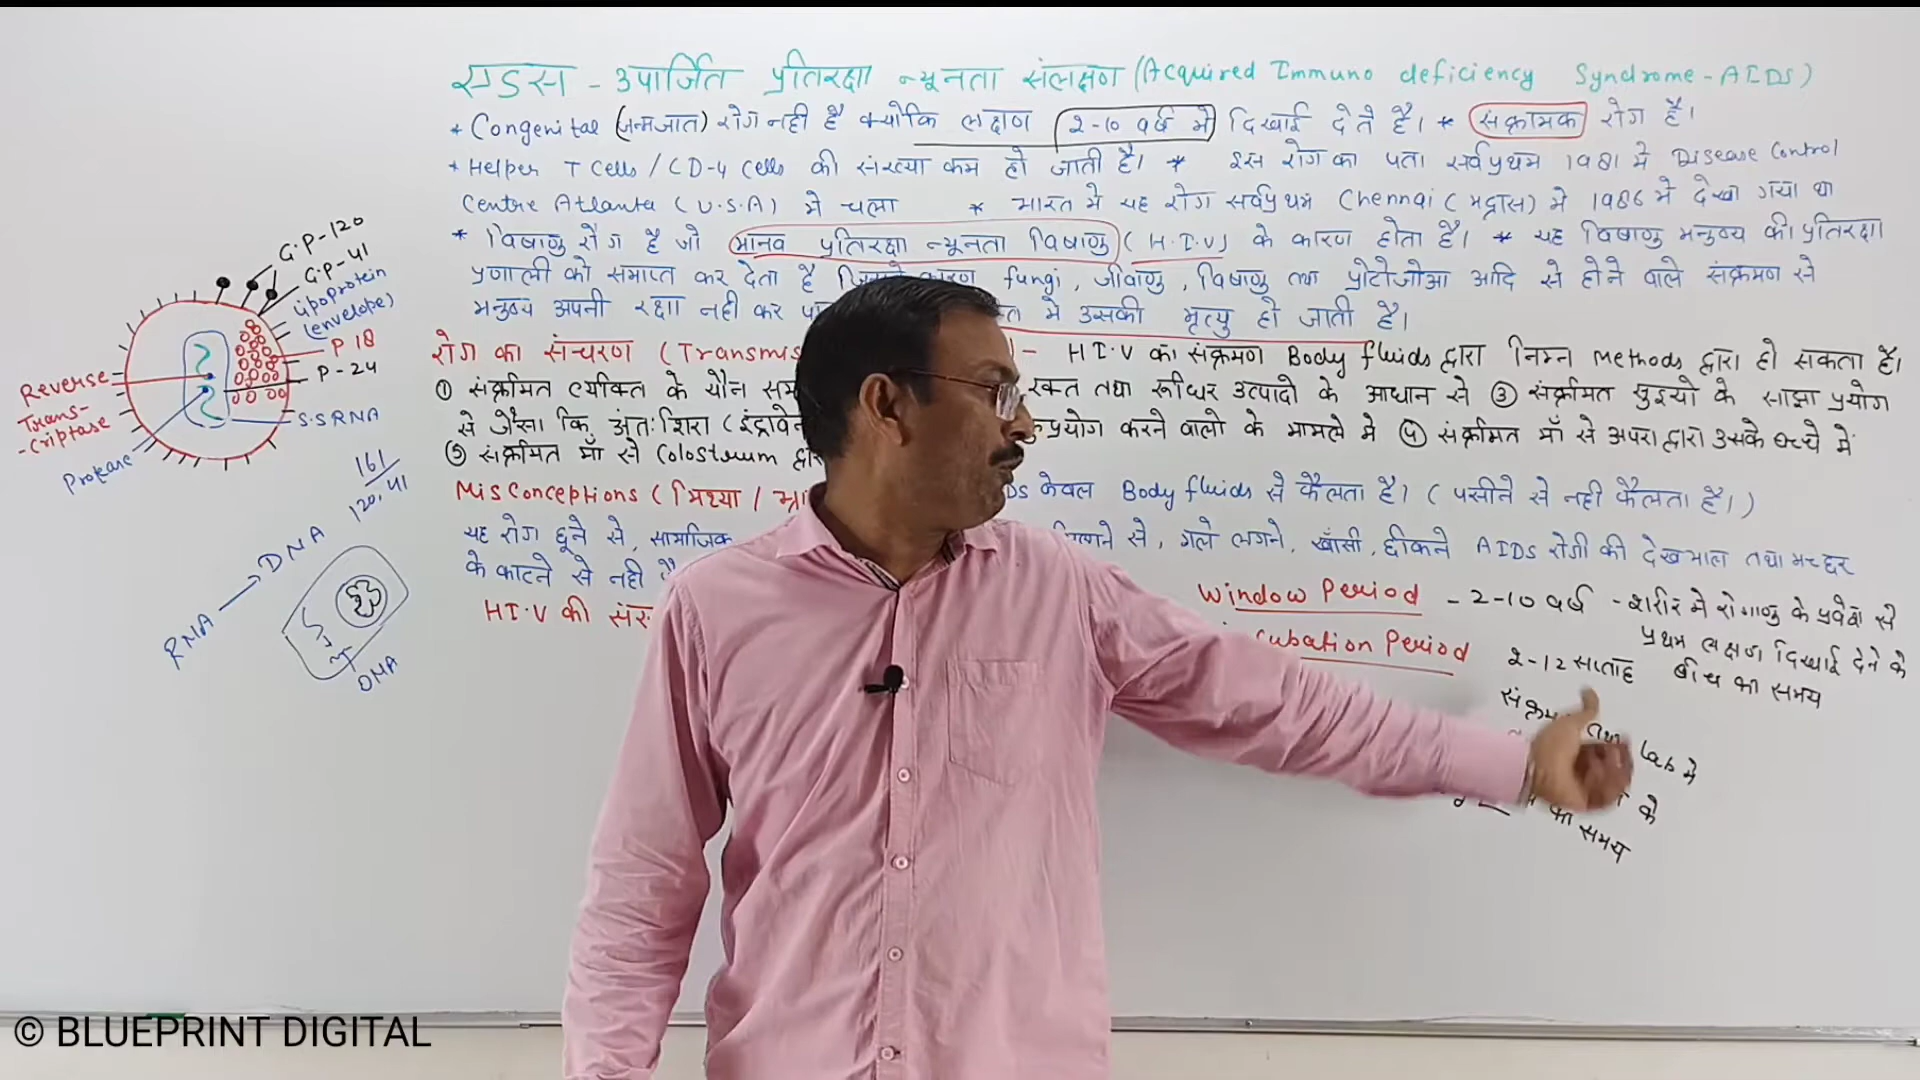 एड्स - उपार्जित प्रतिरक्षा न्यूनता संलक्षण (Acquired Immuno deficiency Syndrome - AIDS)
* Congenital (जन्मजात) रोग नही है क्योकि लक्षण 2-10 वर्ष मे दिखाई देते है। * संक्रामक रोग है।
* Helper T Cells / CD-4 Cells की संख्या कम हो जाती है। * इस रोग का पता सर्वप्रथम 1981 मे Disease Control
Centre Atlanta (U.S.A) मे चला * भारत मे यह रोग सर्वप्रथम Chennai (मद्रास) मे 1986 मे देखा गया था
* विषाणु रोग है जो मानव प्रतिरक्षा न्यूनता विषाणु (H.I.V) के कारण होता है। * यह विषाणु मनुष्य की प्रतिरक्षा
प्रणाली को समाप्त कर देता है fungi, जीवाणु, विषाणु तथा प्रोटोजोआ आदि से होने वाले संक्रमण से
मनुष्य अपनी रक्षा नही कर मे उसकी मृत्यु हो जाती है।
रोग का संचरण (Transmis - H.I.V का संक्रमण Body fluids द्वारा निम्न Methods द्वारा हो सकता है।
① संक्रमित व्यक्ति के यौन रक्त तथा रूधिर उत्पादो के आधान से ③ संक्रमित सुइयो के साझा प्रयोग
से जैसा कि अंतः शिरा (इंट्रावे प्रयोग करने वालो के मामले मे ④ संक्रमित माँ से अपरा द्वारा उसके बच्चे में
⑤ संक्रमित माँ से Colostrum
Misconceptions (मिथ्या / DS केवल Body fluids से फैलता है। (पसीने से नही फैलता है।)
यह रोग छूने से, सामाजिक से, गले लगने, खाँसी, छीकने AIDS रोगी की देखभाल तथा मच्छर
के काटने से नही
H.I.V की संर
Window Period - 2-10 वर्ष - शरीर मे रोगाणु के प्रवेश से
प्रथम लक्षण दिखाई देने के
बीच का समय
cubation Period
2-12 सप्ताह
Lab मे
के
का समय
G.P-120
G.P-41
Lipoprotein
(envelope)
P 18
P-24
S.S RNA
Reverse
Trans-
-criptase
Protease
161
120, 41
RNA → DNA
DNA
© BLUEPRINT DIGITAL